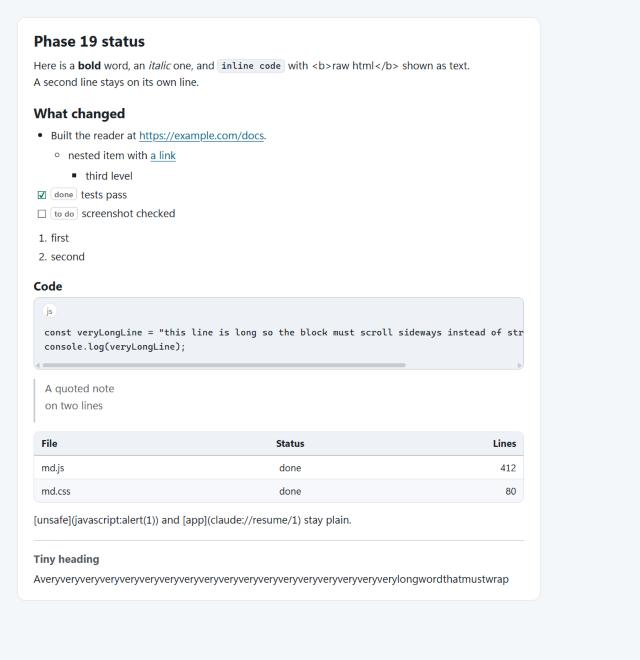 Phase 19 status
Here is a bold word, an italic one, and inline code with <b>raw html</b> shown as text.
A second line stays on its own line.
What changed
Built the reader at https://example.com/docs.
nested item with a link
third level
done tests pass
to do screenshot checked
1. first
2. second
Code
js
const veryLongLine = "this line is long so the block must scroll sideways instead of str
console.log(veryLongLine);
A quoted note
on two lines
File Status Lines
md.js done 412
md.css done 80
[unsafe](javascript:alert(1)) and [app](claude://resume/1) stay plain.
Tiny heading
Averyveryveryveryveryveryveryveryveryveryveryveryveryveryveryveryveryverylongwordthatmustwrap